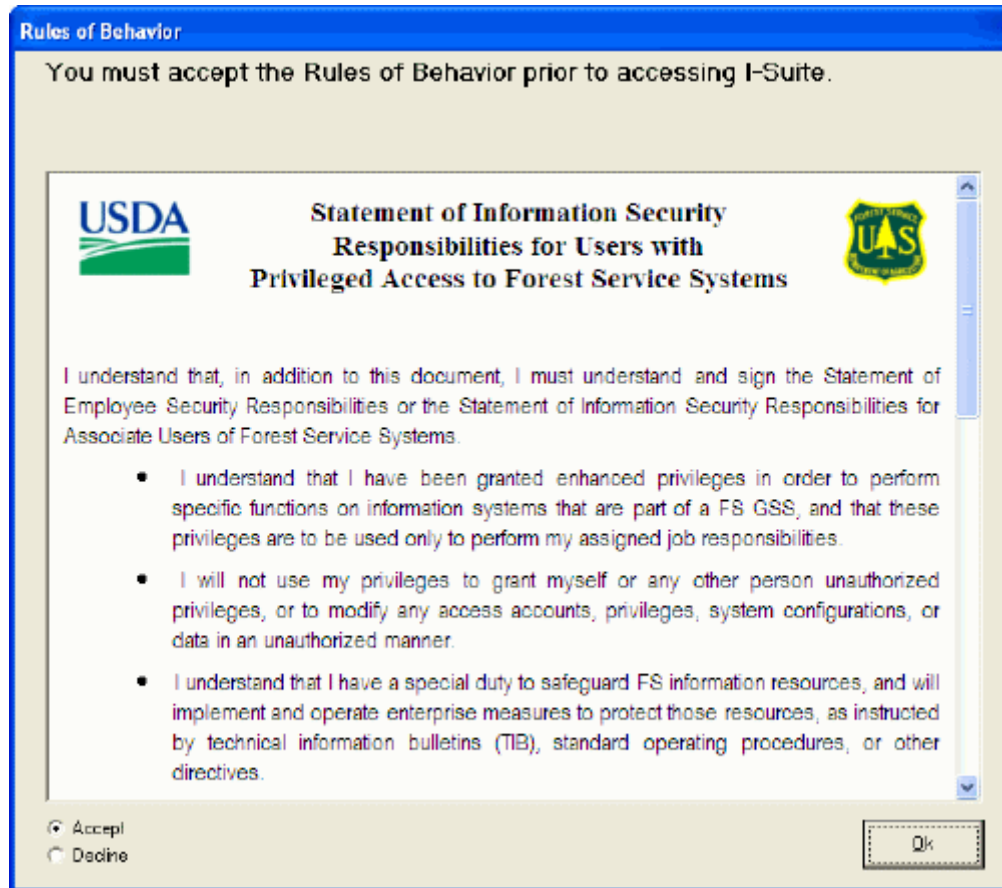 Rules of Behavior
You must accept the Rules of Behavior prior to accessing I-Suite.
USDA
Statement of Information Security
Responsibilities for Users with
Privileged Access to Forest Service Systems
FOREST SERVICE
UAS
DEPARTMENT OF AGRICULTURE
I understand that, in addition to this document, I must understand and sign the Statement of
Employee Security Responsibilities or the Statement of Information Security Responsibilities for
Associate Users of Forest Service Systems.
• I understand that I have been granted enhanced privileges in order to perform
specific functions on information systems that are part of a FS GSS, and that these
privileges are to be used only to perform my assigned job responsibilities.
• I will not use my privileges to grant myself or any other person unauthorized
privileges, or to modify any access accounts, privileges, system configurations, or
data in an unauthorized manner.
• I understand that I have a special duty to safeguard FS information resources, and will
implement and operate enterprise measures to protect those resources, as instructed
by technical information bulletins (TIB), standard operating procedures, or other
directives.
Accept
Decline
Ok